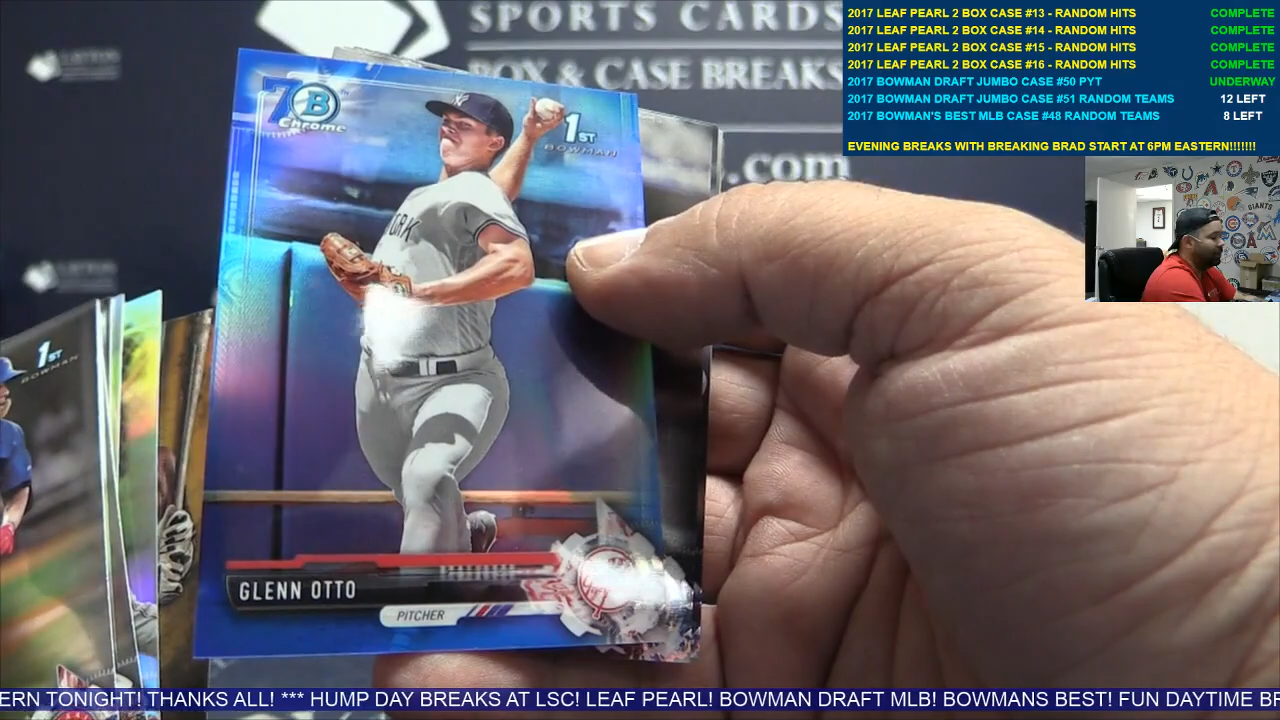 SPORTS CARDS
BOX & CASE BREAKS
.com
2017 LEAF PEARL 2 BOX CASE #13 - RANDOM HITS COMPLETE
2017 LEAF PEARL 2 BOX CASE #14 - RANDOM HITS COMPLETE
2017 LEAF PEARL 2 BOX CASE #15 - RANDOM HITS COMPLETE
2017 LEAF PEARL 2 BOX CASE #16 - RANDOM HITS COMPLETE
2017 BOWMAN DRAFT JUMBO CASE #50 PYT UNDERWAY
2017 BOWMAN DRAFT JUMBO CASE #51 RANDOM TEAMS 12 LEFT
2017 BOWMAN'S BEST MLB CASE #48 RANDOM TEAMS 8 LEFT
EVENING BREAKS WITH BREAKING BRAD START AT 6PM EASTERN!!!!!!!
GIANTS
70th B
Chrome
1ST
BOWMAN
YORK
1ST
BOWMAN
GLENN OTTO
PITCHER
ERN TONIGHT! THANKS ALL! *** HUMP DAY BREAKS AT LSC! LEAF PEARL! BOWMAN DRAFT MLB! BOWMANS BEST! FUN DAYTIME